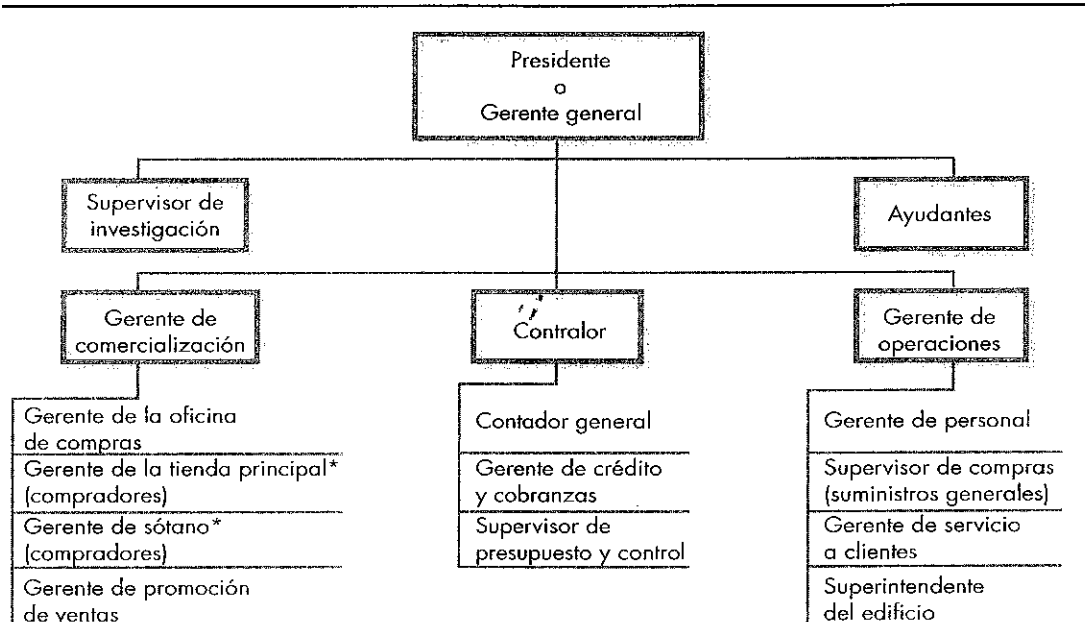 Presidente
o
Gerente general
Supervisor de
investigación
Ayudantes
Gerente de
comercialización
Contralor
Gerente de
operaciones
Gerente de la oficina
de compras
Gerente de la tienda principal*
(compradores)
Gerente de sótano*
(compradores)
Gerente de promoción
de ventas
Contador general
Gerente de crédito
y cobranzas
Supervisor de
presupuesto y control
Gerente de personal
Supervisor de compras
(suministros generales)
Gerente de servicio
a clientes
Superintendente
del edificio